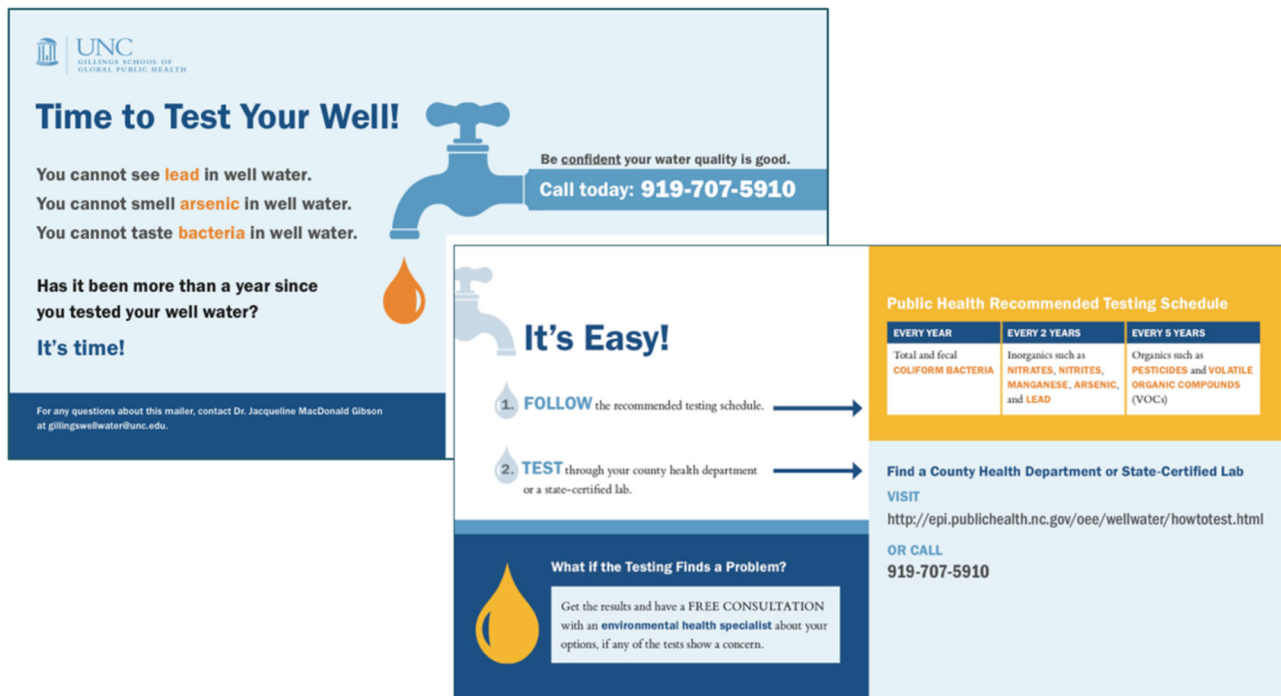 UNC
GILLINGS SCHOOL OF
GLOBAL PUBLIC HEALTH
Time to Test Your Well!
You cannot see lead in well water.
You cannot smell arsenic in well water.
You cannot taste bacteria in well water.
Has it been more than a year since
you tested your well water?
It's time!
Be confident your water quality is good.
Call today: 919-707-5910
For any questions about this mailer, contact Dr. Jacqueline MacDonald Gibson
at gillingswellwater@unc.edu.
It's Easy!
1. FOLLOW the recommended testing schedule.
2. TEST through your county health department
or a state-certified lab.
What if the Testing Finds a Problem?
Get the results and have a FREE CONSULTATION
with an environmental health specialist about your
options, if any of the tests show a concern.
Public Health Recommended Testing Schedule
EVERY YEAR
Total and fecal
COLIFORM BACTERIA
EVERY 2 YEARS
Inorganics such as
NITRATES, NITRITES,
MANGANESE, ARSENIC,
and LEAD
EVERY 5 YEARS
Organics such as
PESTICIDES and VOLATILE
ORGANIC COMPOUNDS
(VOCs)
Find a County Health Department or State-Certified Lab
VISIT
http://epi.publichealth.nc.gov/oee/wellwater/howtotest.html
OR CALL
919-707-5910